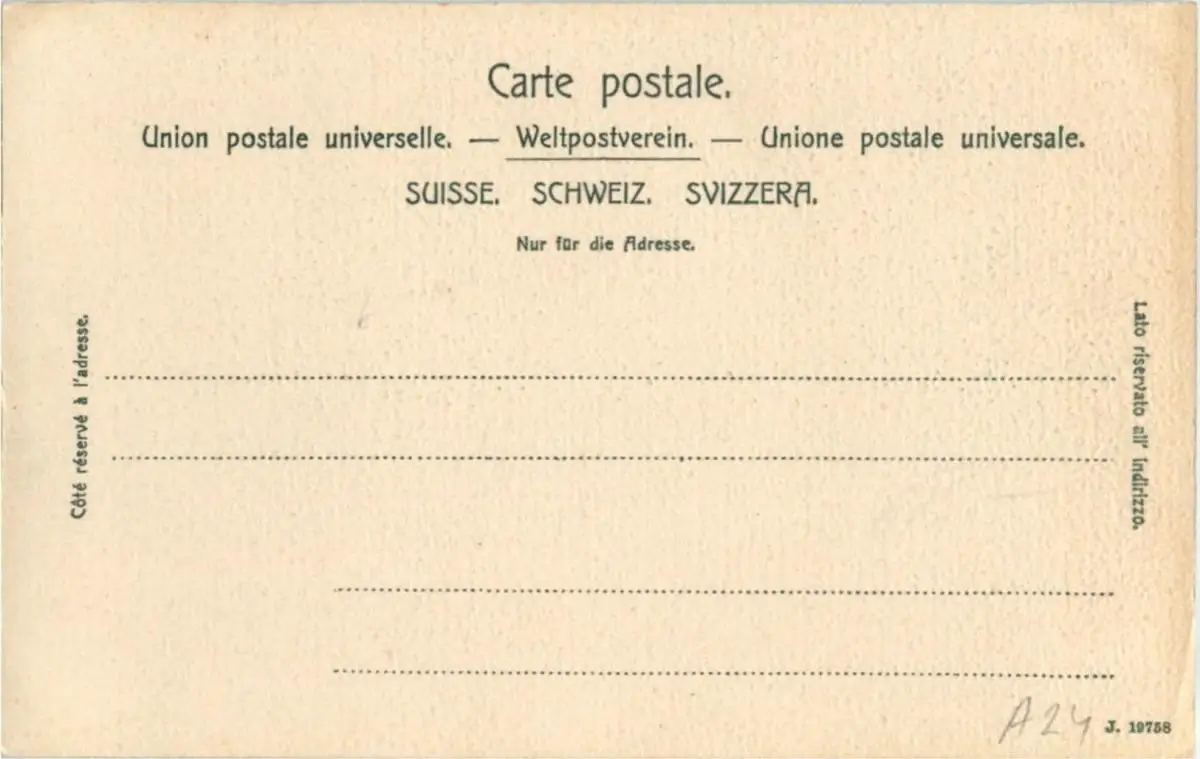 Carte postale.
Union postale universelle. — Weltpostverein. — Unione postale universale.
SUISSE. SCHWEIZ. SVIZZERA.
Nur für die Adresse.
Côté réservé à l'adresse.
Lato riservato all' indirizzo.
A24
J. 19758